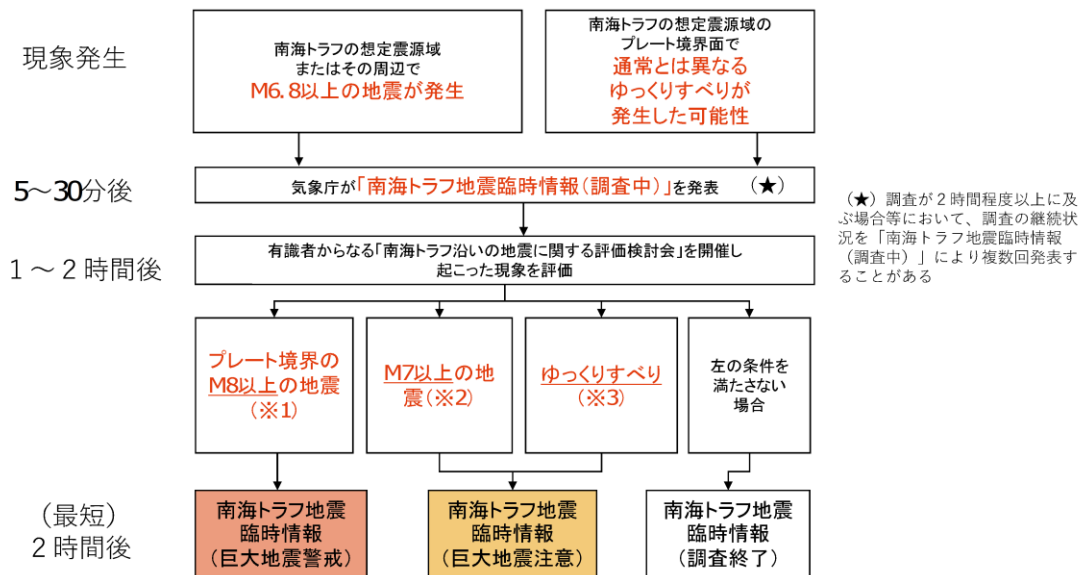 現象発生
南海トラフの想定震源域
またはその周辺で
M6.8以上の地震が発生
南海トラフの想定震源域の
プレート境界面で
通常とは異なる
ゆっくりすべりが
発生した可能性
5～30分後
気象庁が「南海トラフ地震臨時情報（調査中）」を発表　（★）
（★）調査が２時間程度以上に及
ぶ場合等において、調査の継続状
況を「南海トラフ地震臨時情報
（調査中）」により複数回発表す
ることがある
１～２時間後
有識者からなる「南海トラフ沿いの地震に関する評価検討会」を開催し
起こった現象を評価
プレート境界の
M8以上の地震
（※1）
M7以上の地
震（※2）
ゆっくりすべり
（※3）
左の条件を
満たさない
場合
（最短）
２時間後
南海トラフ地震
臨時情報
（巨大地震警戒）
南海トラフ地震
臨時情報
（巨大地震注意）
南海トラフ地震
臨時情報
（調査終了）